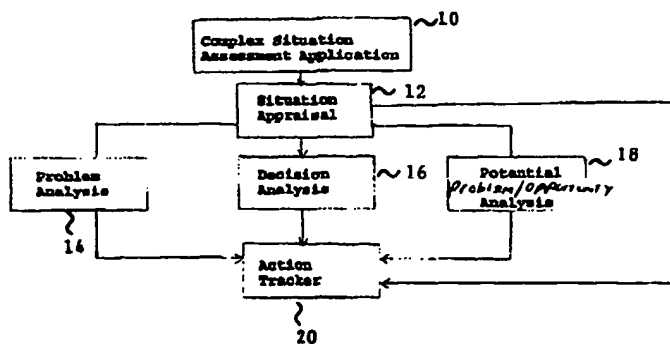 10
Complex Situation
Assessment Application
12
Situation
Appraisal
Problem
Analysis
14
Decision
Analysis
16
Potential
Problem/Opportunity
Analysis
18
Action
Tracker
20